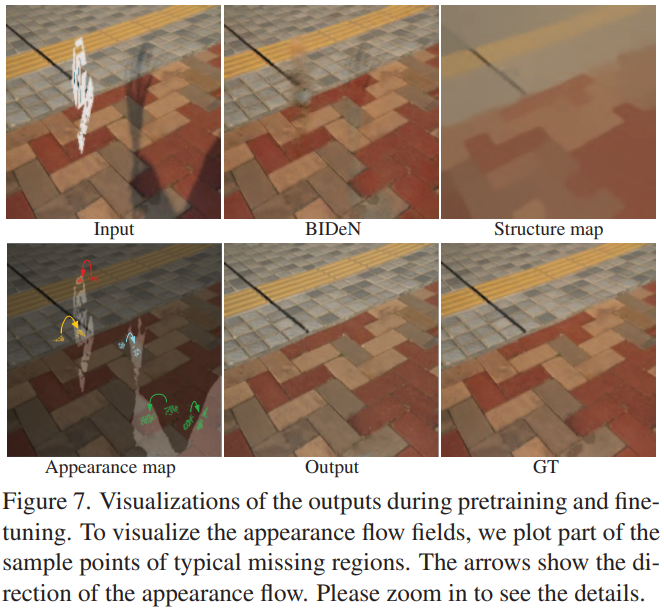 Input
BIDeN
Structure map
Appearance map
Output
GT
Figure 7. Visualizations of the outputs during pretraining and fine-
tuning. To visualize the appearance flow fields, we plot part of the
sample points of typical missing regions. The arrows show the di-
rection of the appearance flow. Please zoom in to see the details.